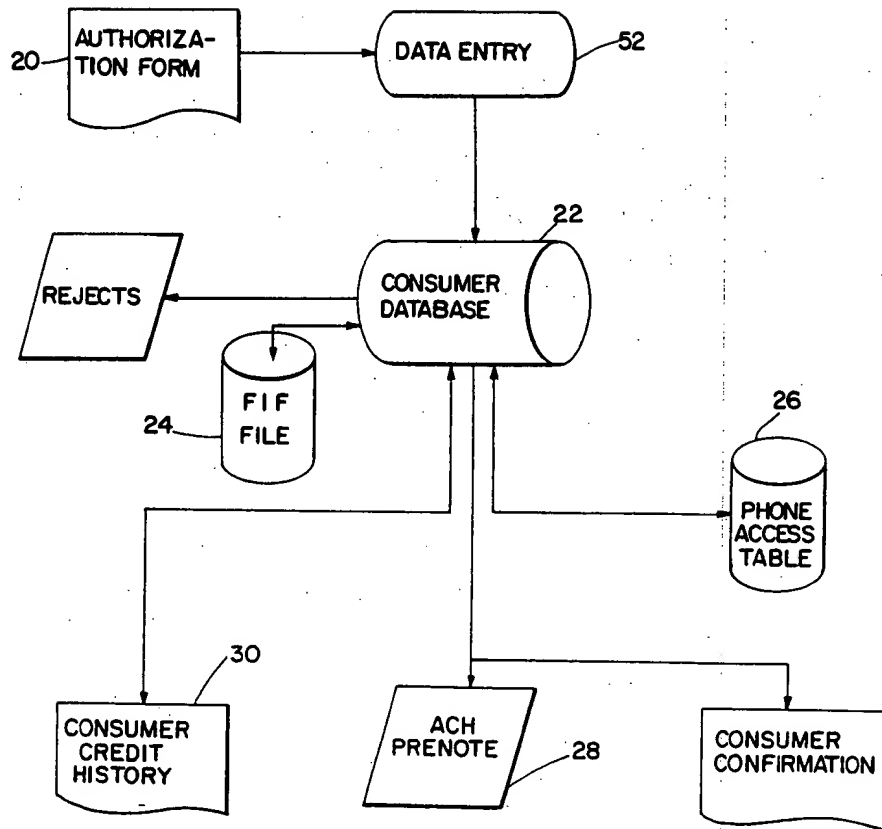 AUTHORIZA-
TION FORM
20
DATA ENTRY
52
22
CONSUMER
DATABASE
REJECTS
FIF
FILE
24
26
PHONE
ACCESS
TABLE
30
CONSUMER
CREDIT
HISTORY
ACH
PRENOTE
28
CONSUMER
CONFIRMATION